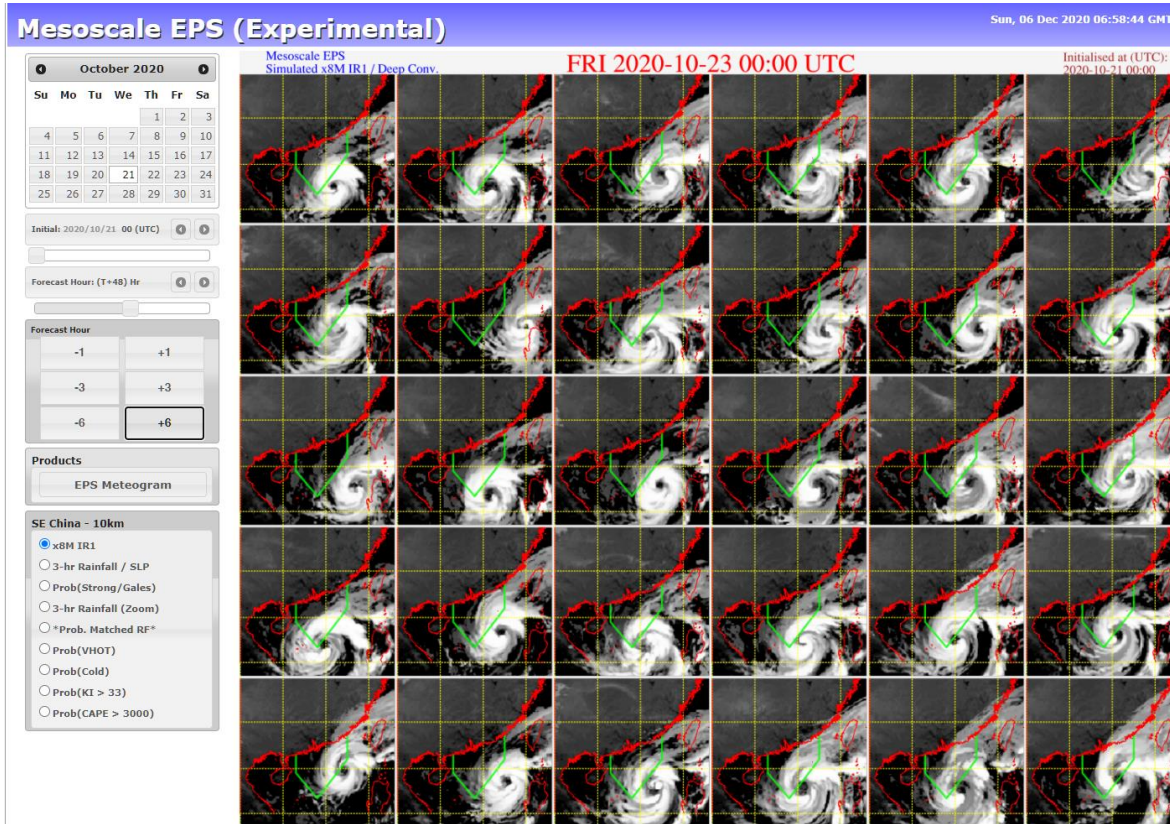 Mesoscale EPS (Experimental)
Sun, 06 Dec 2020 06:58:44 GMT
October 2020
Su Mo Tu We Th Fr Sa
1 2 3
4 5 6 7 8 9 10
11 12 13 14 15 16 17
18 19 20 21 22 23 24
25 26 27 28 29 30 31
Initial: 2020/10/21 00 (UTC)
Forecast Hour: (T+48) Hr
Forecast Hour
-1 +1
-3 +3
-6 +6
Products
EPS Meteogram
SE China - 10km
x8M IR1
3-hr Rainfall / SLP
Prob(Strong/Gales)
3-hr Rainfall (Zoom)
*Prob. Matched RF*
Prob(VHOT)
Prob(Cold)
Prob(KI > 33)
Prob(CAPE > 3000)
Mesoscale EPS
Simulated x8M IR1 / Deep Conv.
FRI 2020-10-23 00:00 UTC
Initialised at (UTC):
2020-10-21 00:00